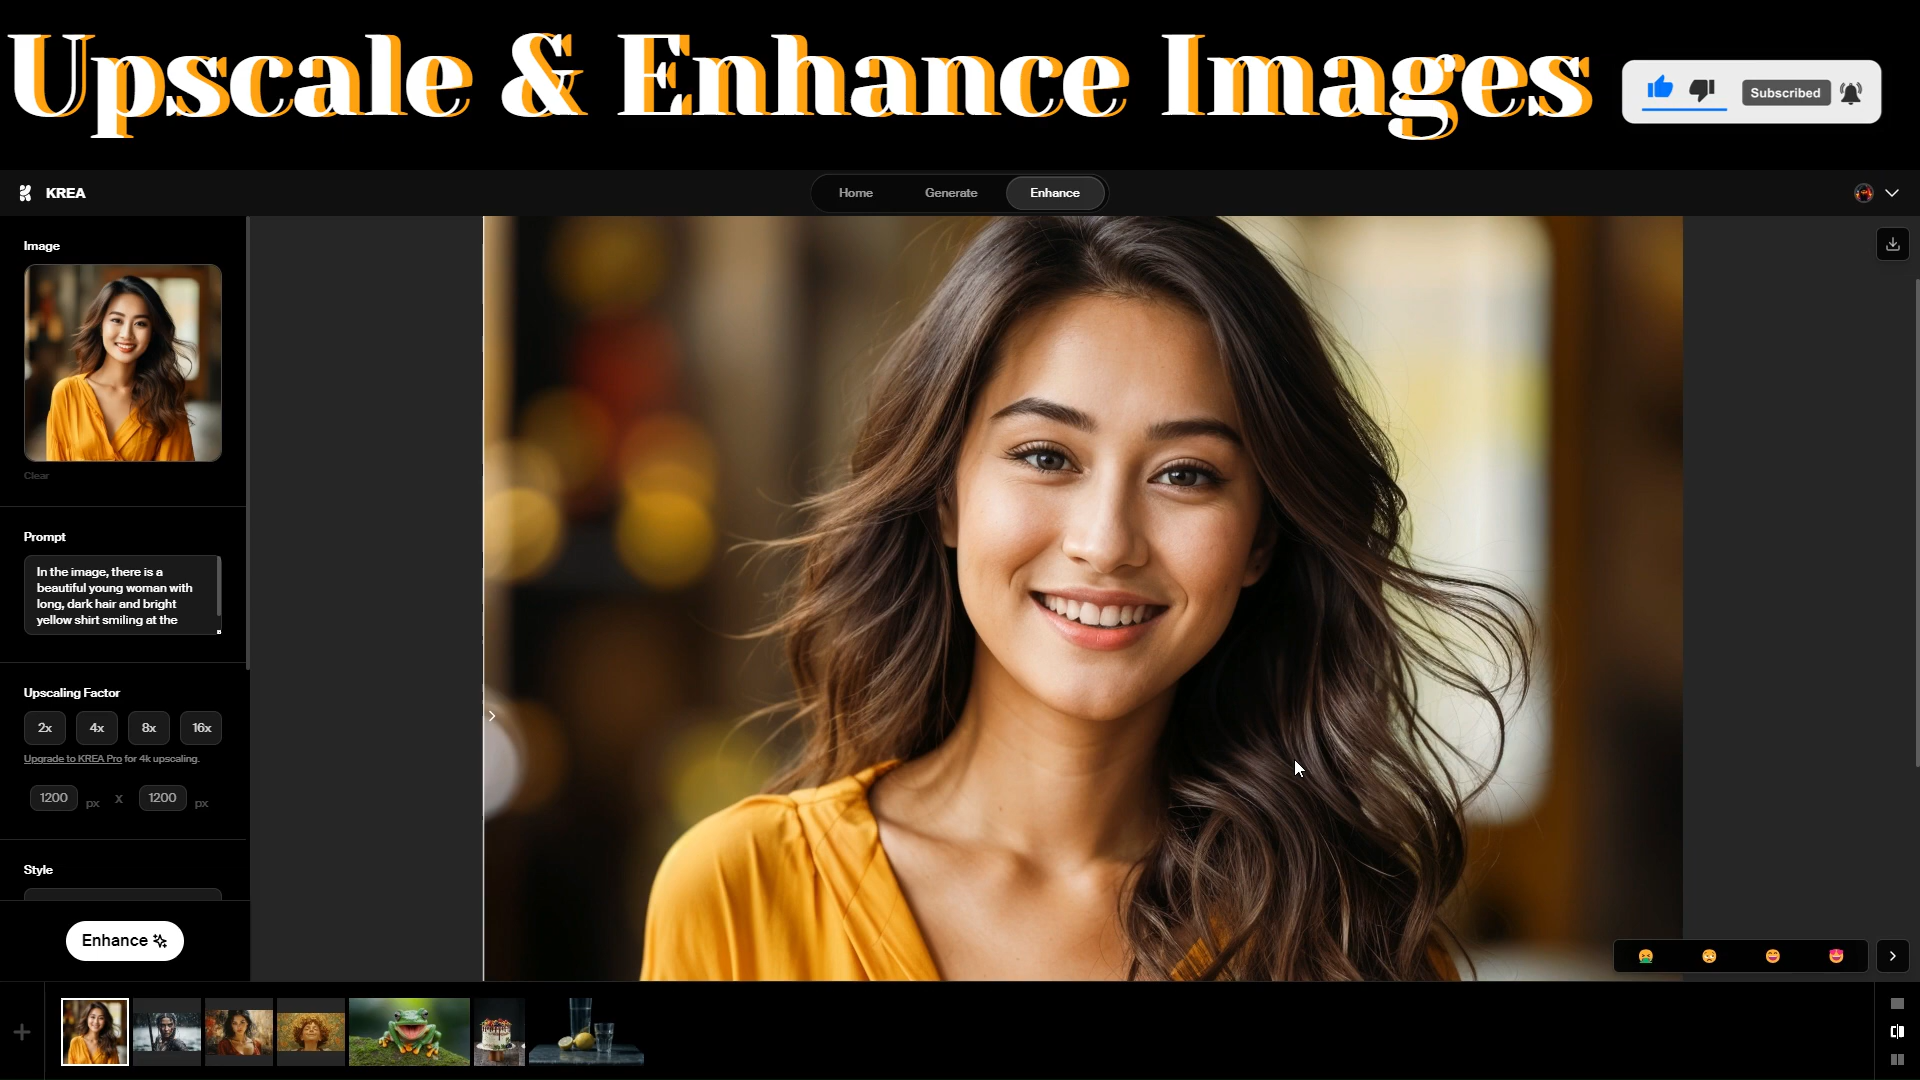 Upscale & Enhance Images
Subscribed
KREA
Home
Generate
Enhance
Image
Clear
Prompt
In the image, there is a
beautiful young woman with
long, dark hair and bright
yellow shirt smiling at the
Upscaling Factor
2x
4x
8x
16x
Upgrade to KREA Pro for 4k upscaling.
1200 px x 1200 px
Style
Enhance